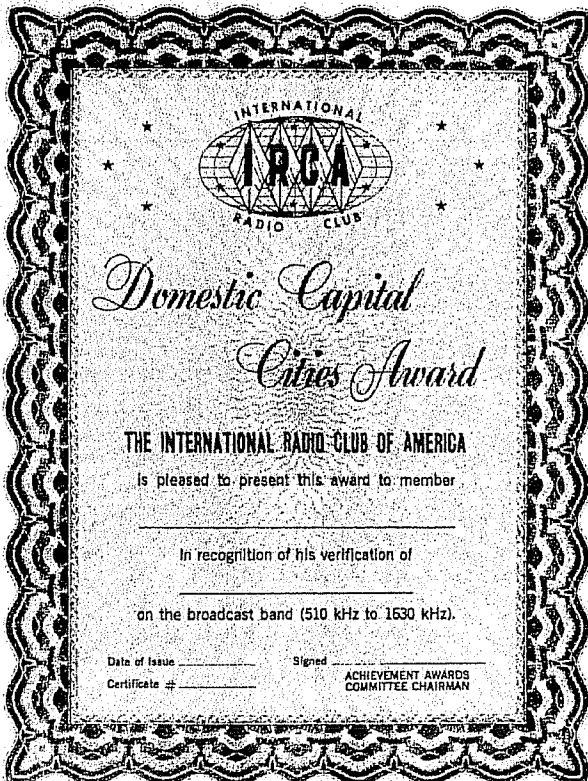 INTERNATIONAL
IRCA
RADIO CLUB
Domestic Capital
Cities Award
THE INTERNATIONAL RADIO CLUB OF AMERICA
is pleased to present this award to member
In recognition of his verification of
on the broadcast band (510 kHz to 1630 kHz).
Date of Issue Signed
Certificate # ACHIEVEMENT AWARDS
COMMITTEE CHAIRMAN